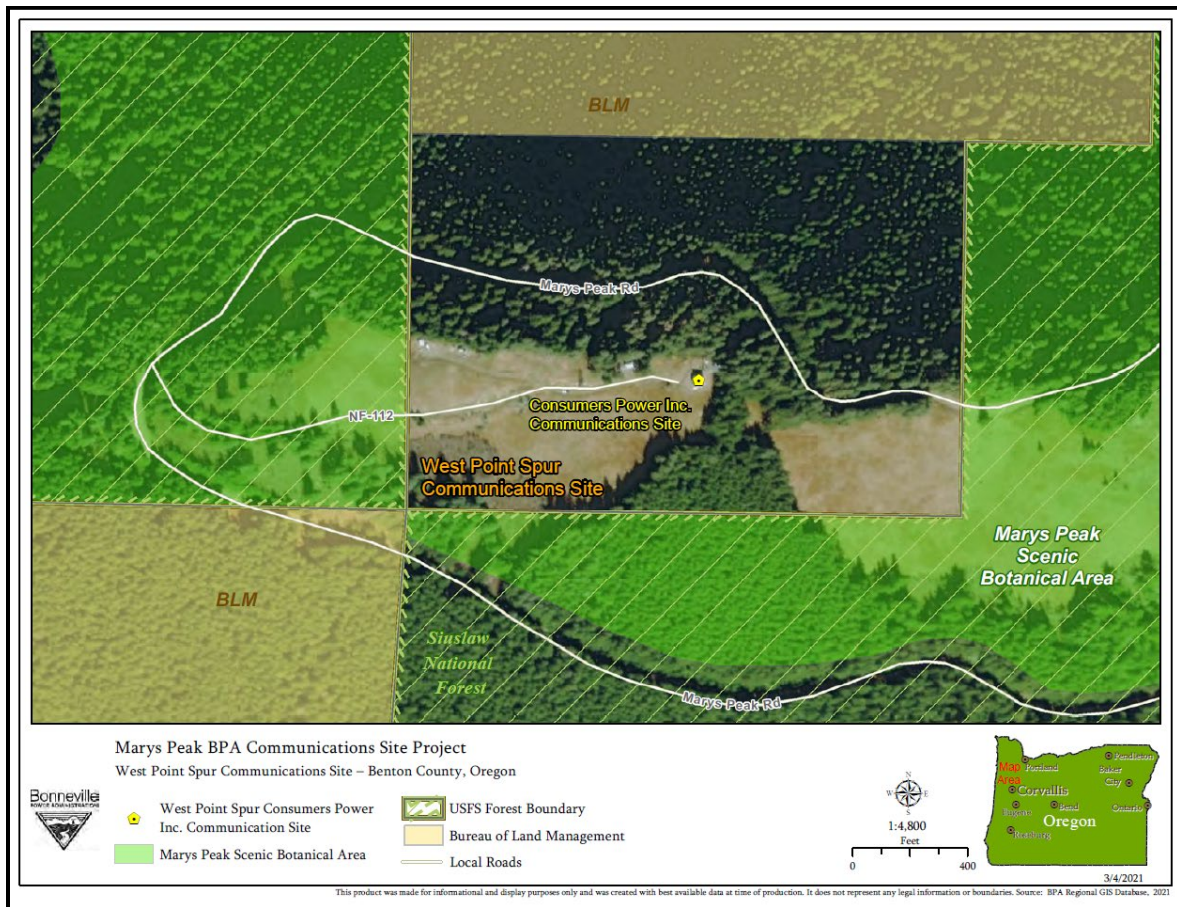 BLM
Marys Peak Rd
NF-112
Consumers Power Inc.
Communications Site
West Point Spur
Communications Site
Marys Peak
Scenic
Botanical Area
BLM
Siuslaw
National
Forest
Marys Peak Rd
Marys Peak BPA Communications Site Project
West Point Spur Communications Site – Benton County, Oregon
Bonneville
POWER ADMINISTRATION
West Point Spur Consumers Power
Inc. Communication Site
Marys Peak Scenic Botanical Area
USFS Forest Boundary
Bureau of Land Management
Local Roads
N
W E
S
1:4,800
Feet
0 400
Map
Area
Portland
Pendleton
Baker
City
Corvallis
Eugene
Bend
Ontario
Oregon
Roseburg
3/4/2021
This product was made for informational and display purposes only and was created with best available data at time of production. It does not represent any legal information or boundaries. Source: BPA Regional GIS Database, 2021